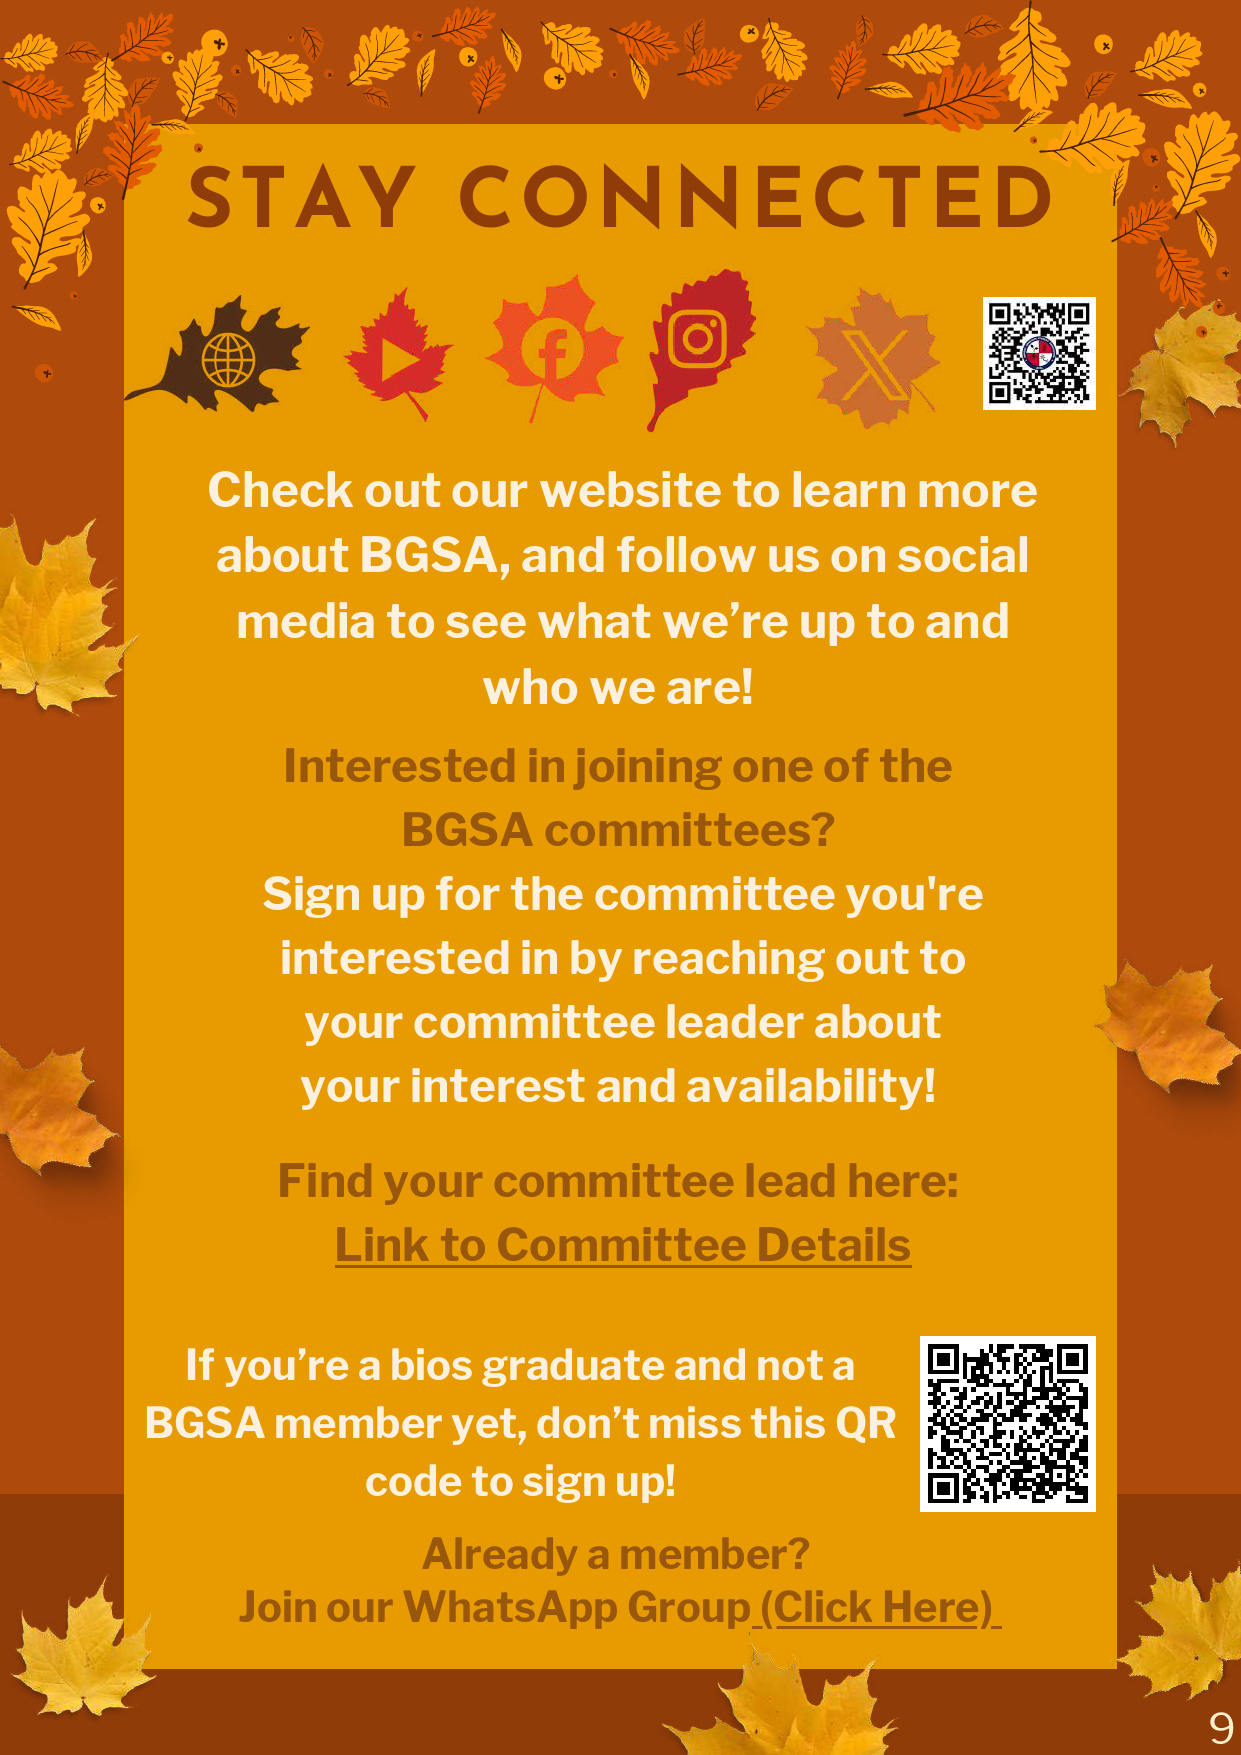 STAY CONNECTED
Check out our website to learn more
about BGSA, and follow us on social
media to see what we’re up to and
who we are!
Interested in joining one of the
BGSA committees?
Sign up for the committee you're
interested in by reaching out to
your committee leader about
your interest and availability!
Find your committee lead here:
Link to Committee Details
If you’re a bios graduate and not a
BGSA member yet, don’t miss this QR
code to sign up!
Already a member?
Join our WhatsApp Group (Click Here)
9